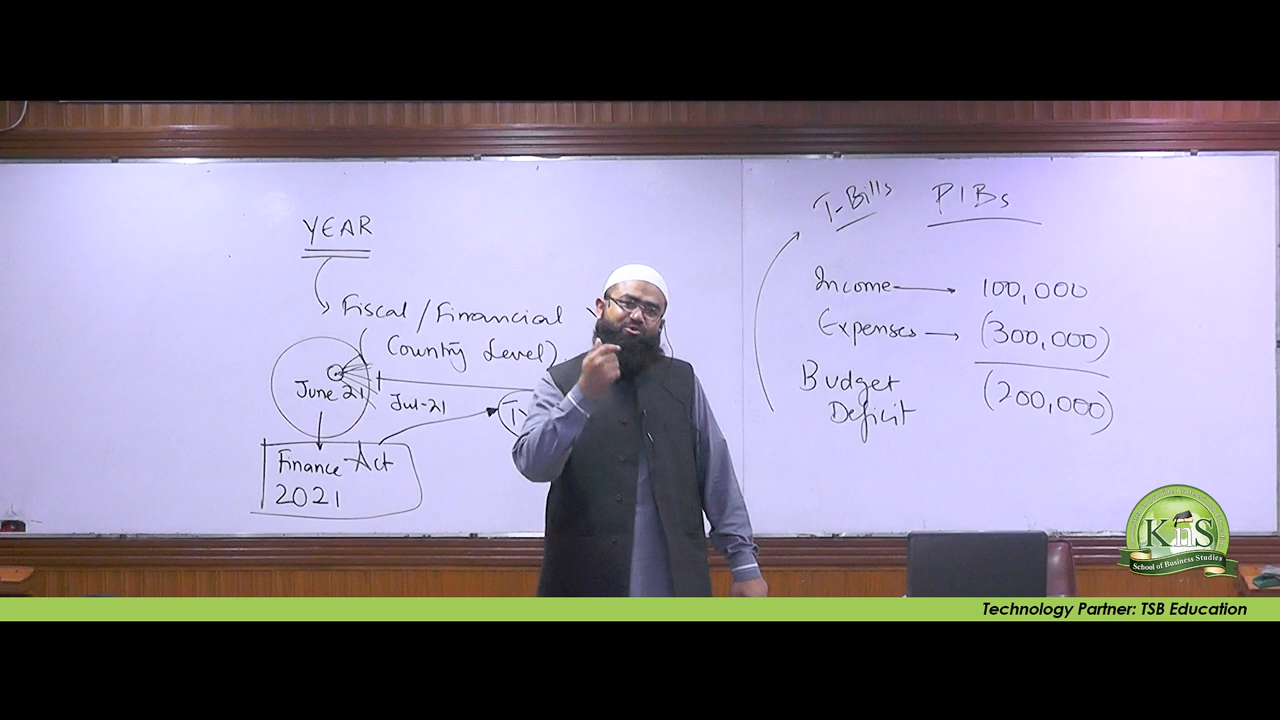 YEAR
Fiscal / Financial
Country Level)
June 21
Jul-21
Finance Act
2021
T-Bills PIBs
Income → 100,000
Expenses → (300,000)
Budget
Deficit
(200,000)
KnS
School of Business Studies
Technology Partner: TSB Education